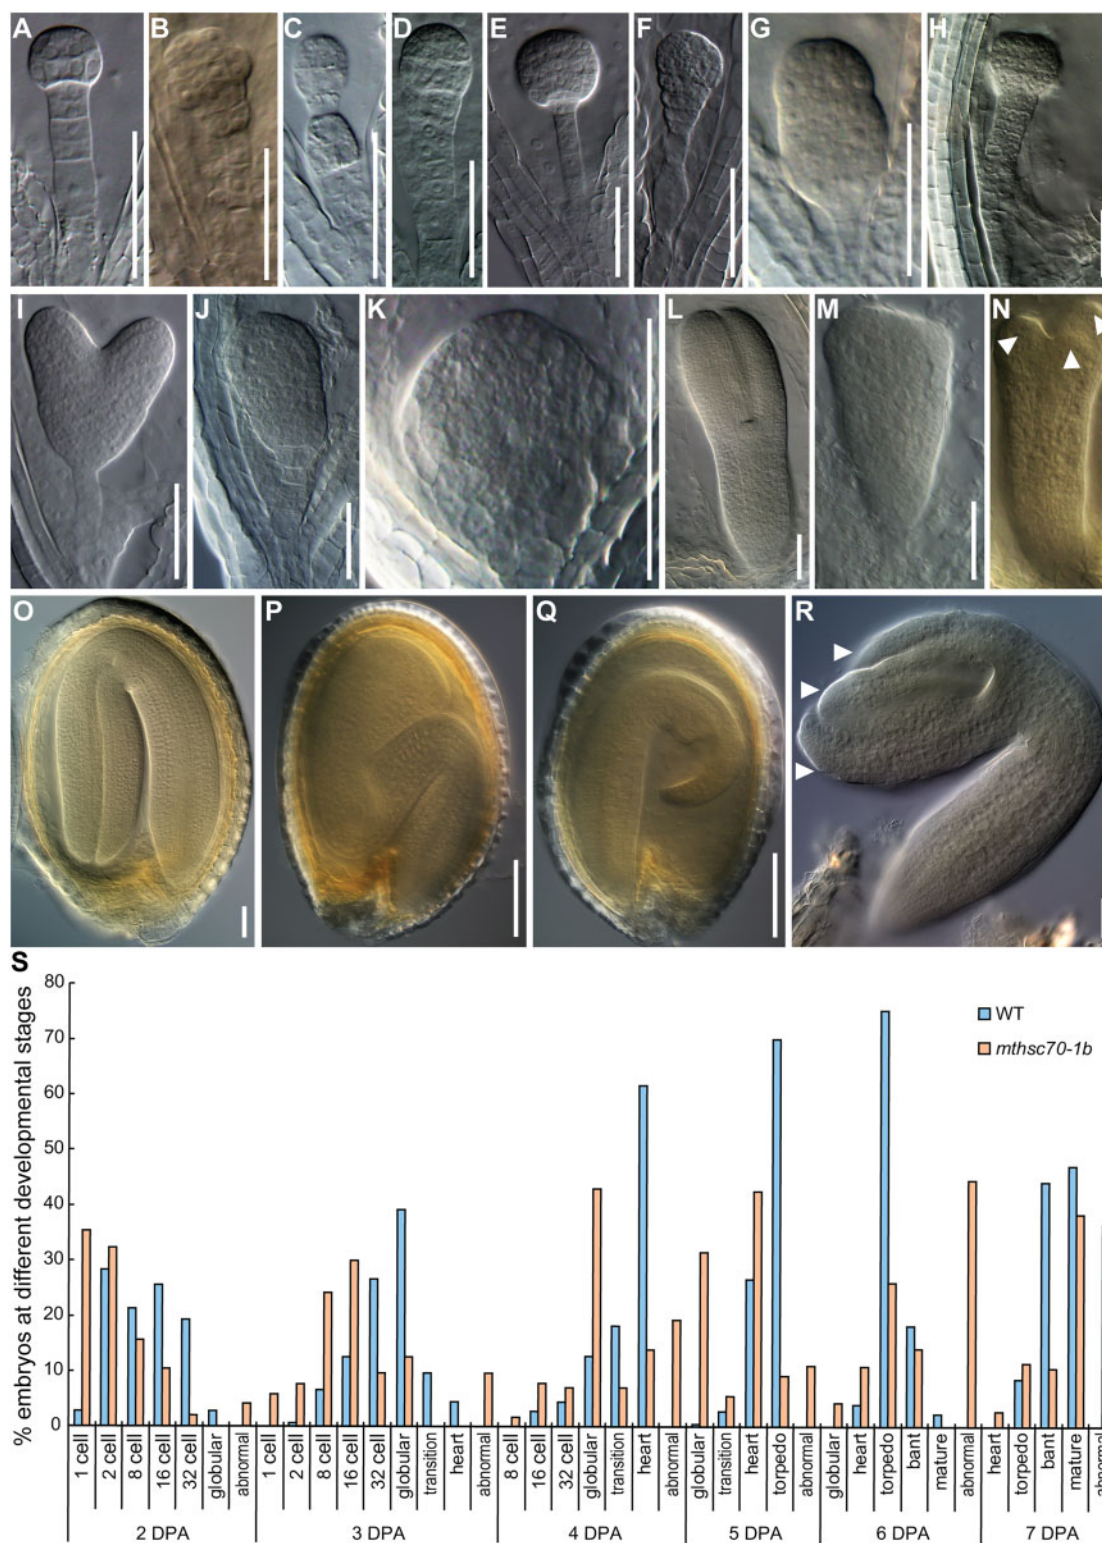 A B C D E F G H
I J K L M N
O P Q R
S
% embryos at different developmental stages
80
70
60
50
40
30
20
10
0
WT
mthsc70-1b
1 cell 2 cell 8 cell 16 cell 32 cell globular abnormal 1 cell 2 cell 8 cell 16 cell 32 cell globular transition heart abnormal 8 cell 16 cell 32 cell globular transition heart abnormal globular transition heart torpedo abnormal globular heart torpedo bant mature abnormal heart torpedo bant mature abnormal
2 DPA 3 DPA 4 DPA 5 DPA 6 DPA 7 DPA